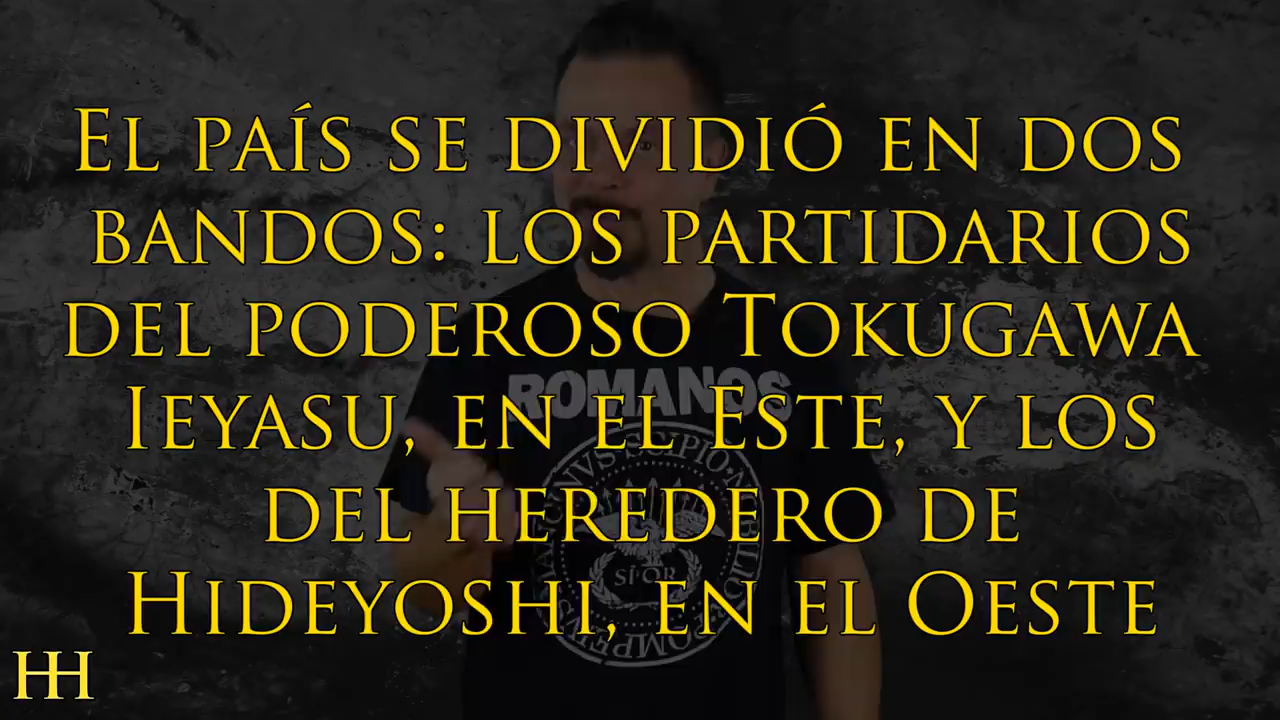 El país se dividió en dos
bandos: los partidarios
del poderoso Tokugawa
Ieyasu, en el Este, y los
del heredero de
Hideyoshi, en el Oeste
ROMANOS
HH